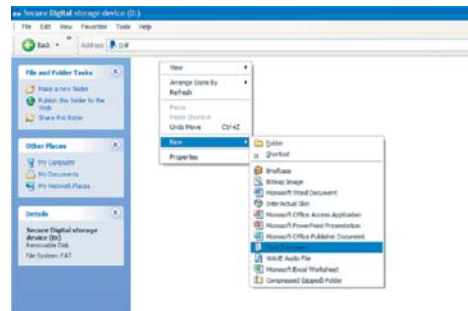 Secure Digital storage device (D:)
File Edit View Favorites Tools Help
Back Address D:\
File and Folder Tasks
Make a new folder
Publish this folder to the
Web
Share this folder
Other Places
My Computer
My Documents
My Network Places
Details
Secure Digital storage
device (D:)
Removable Disk
File System: FAT
View
Arrange Icons By
Refresh
Paste
Paste Shortcut
Undo Move Ctrl+Z
New
Properties
Folder
Shortcut
Briefcase
Bitmap Image
Microsoft Word Document
InterActual Skin
Microsoft Office Access Application
Microsoft PowerPoint Presentation
Microsoft Office Publisher Document
Text Document
WAVE Audio File
Microsoft Excel Worksheet
Compressed (zipped) Folder